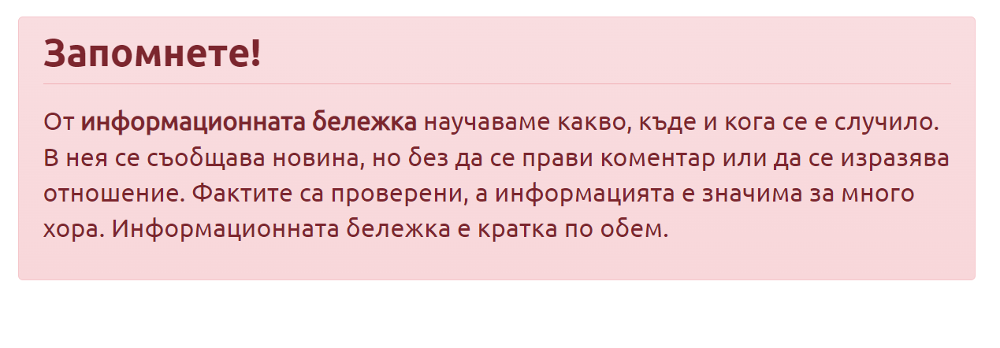 Запомнете!
От информационната бележка научаваме какво, къде и кога се е случило.
В нея се съобщава новина, но без да се прави коментар или да се изразява
отношение. Фактите са проверени, а информацията е значима за много
хора. Информационната бележка е кратка по обем.